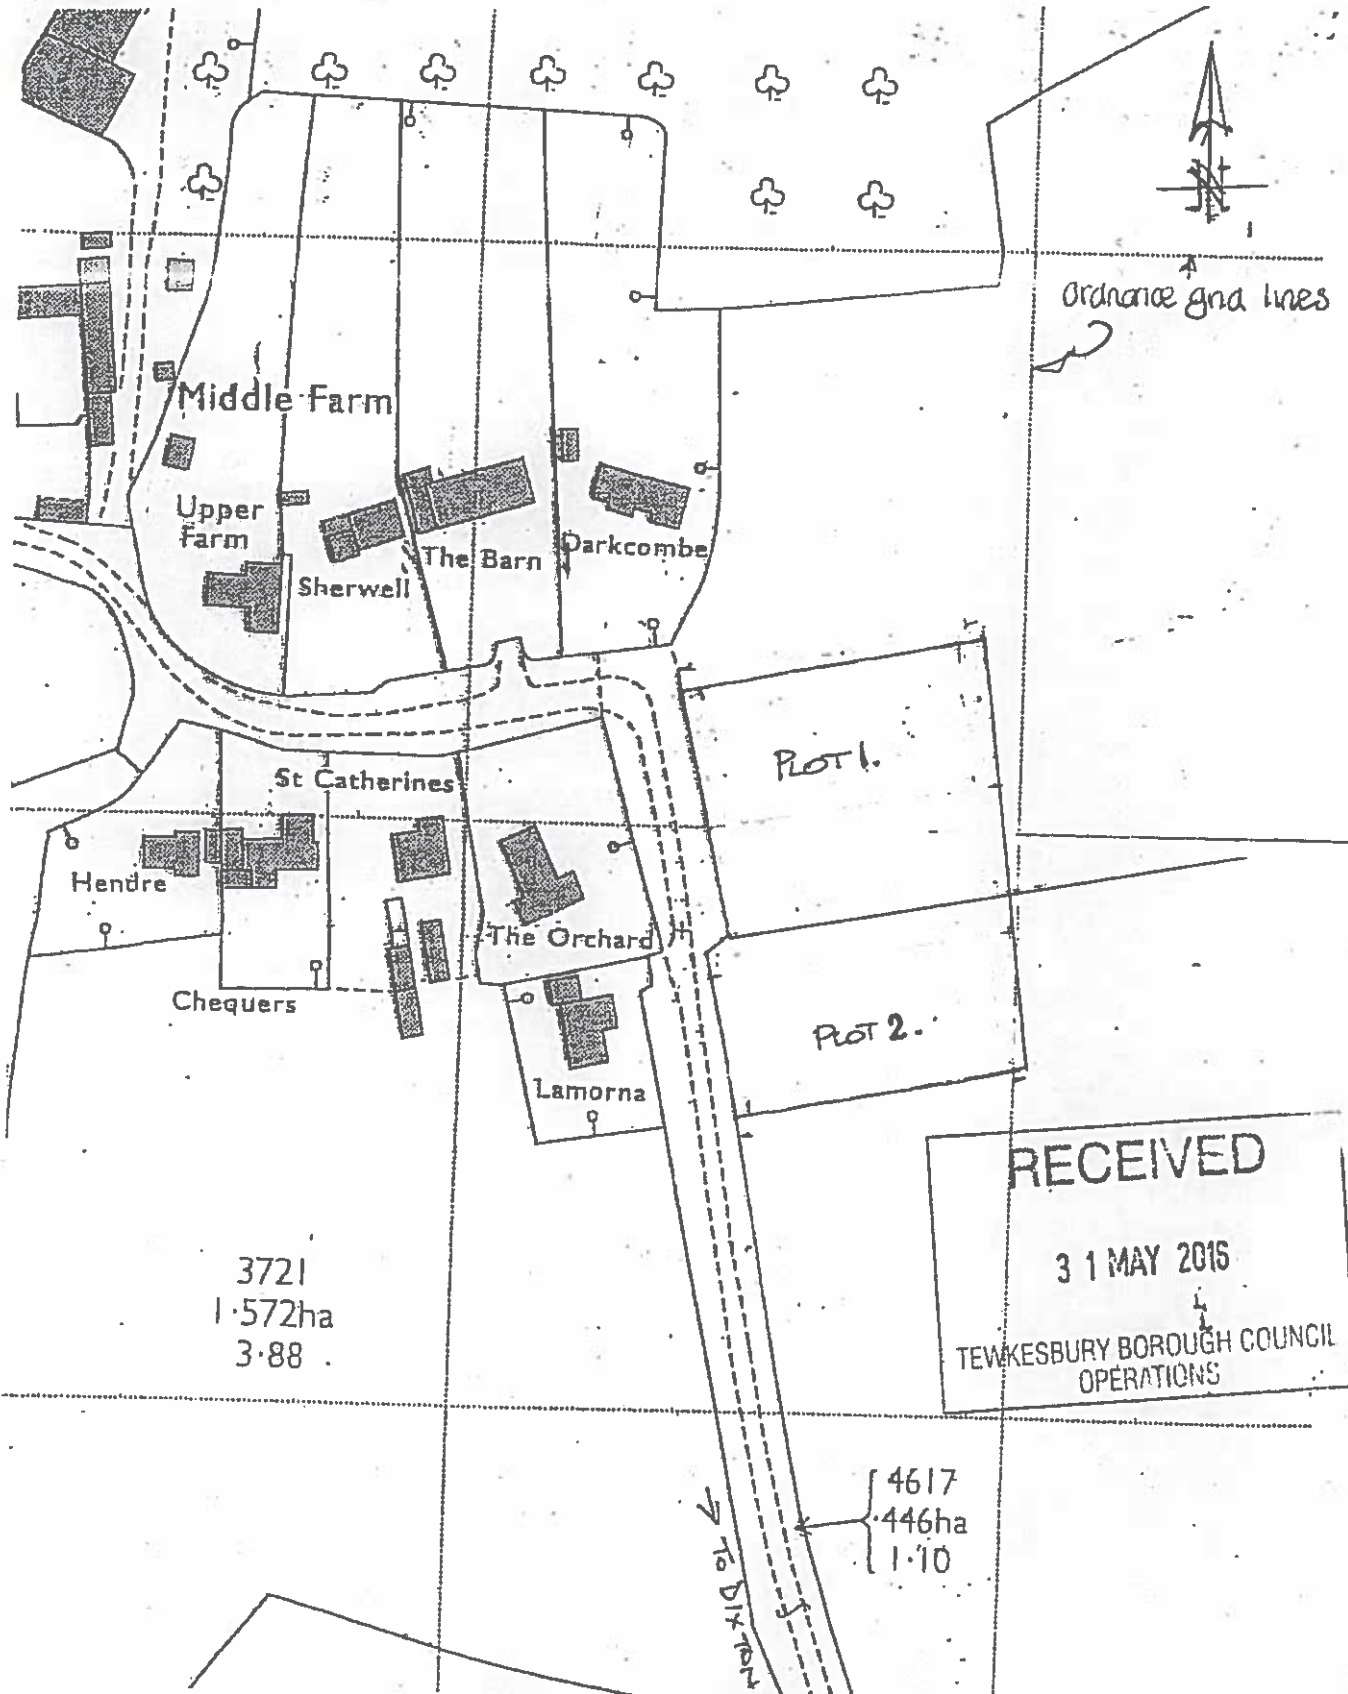 N
Ordnance grid lines
Middle Farm
Upper
Farm
Sherwell
The Barn
Darkcombe
PLOT 1.
St Catherines
Hendre
The Orchard
Chequers
PLOT 2.
Lamorna
RECEIVED
3 1 MAY 2016
TEWKESBURY BOROUGH COUNCIL
OPERATIONS
3721
1·572ha
3·88
4617
·446ha
1·10
TO DIXTON